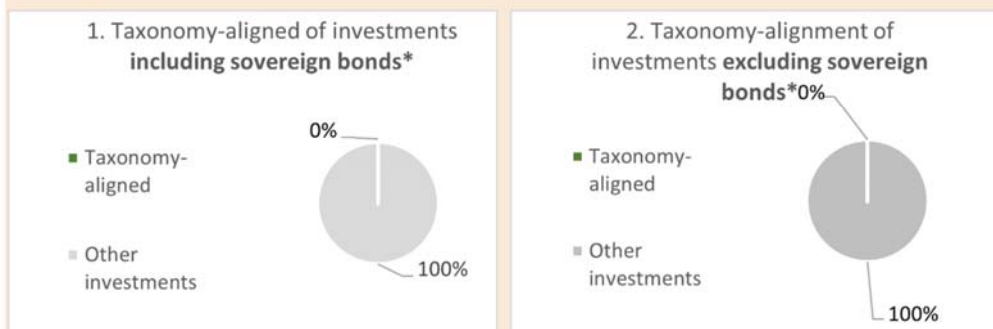 1. Taxonomy-aligned of investments
including sovereign bonds*
0%
Taxonomy-
aligned
Other
investments
100%
2. Taxonomy-alignment of
investments excluding sovereign
bonds*0%
Taxonomy-
aligned
Other
investments
100%